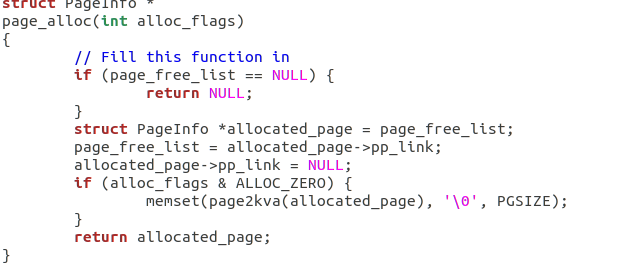 struct PageInfo *
page_alloc(int alloc_flags)
{
        // Fill this function in
        if (page_free_list == NULL) {
                return NULL;
        }
        struct PageInfo *allocated_page = page_free_list;
        page_free_list = allocated_page->pp_link;
        allocated_page->pp_link = NULL;
        if (alloc_flags & ALLOC_ZERO) {
                memset(page2kva(allocated_page), '\0', PGSIZE);
        }
        return allocated_page;
}